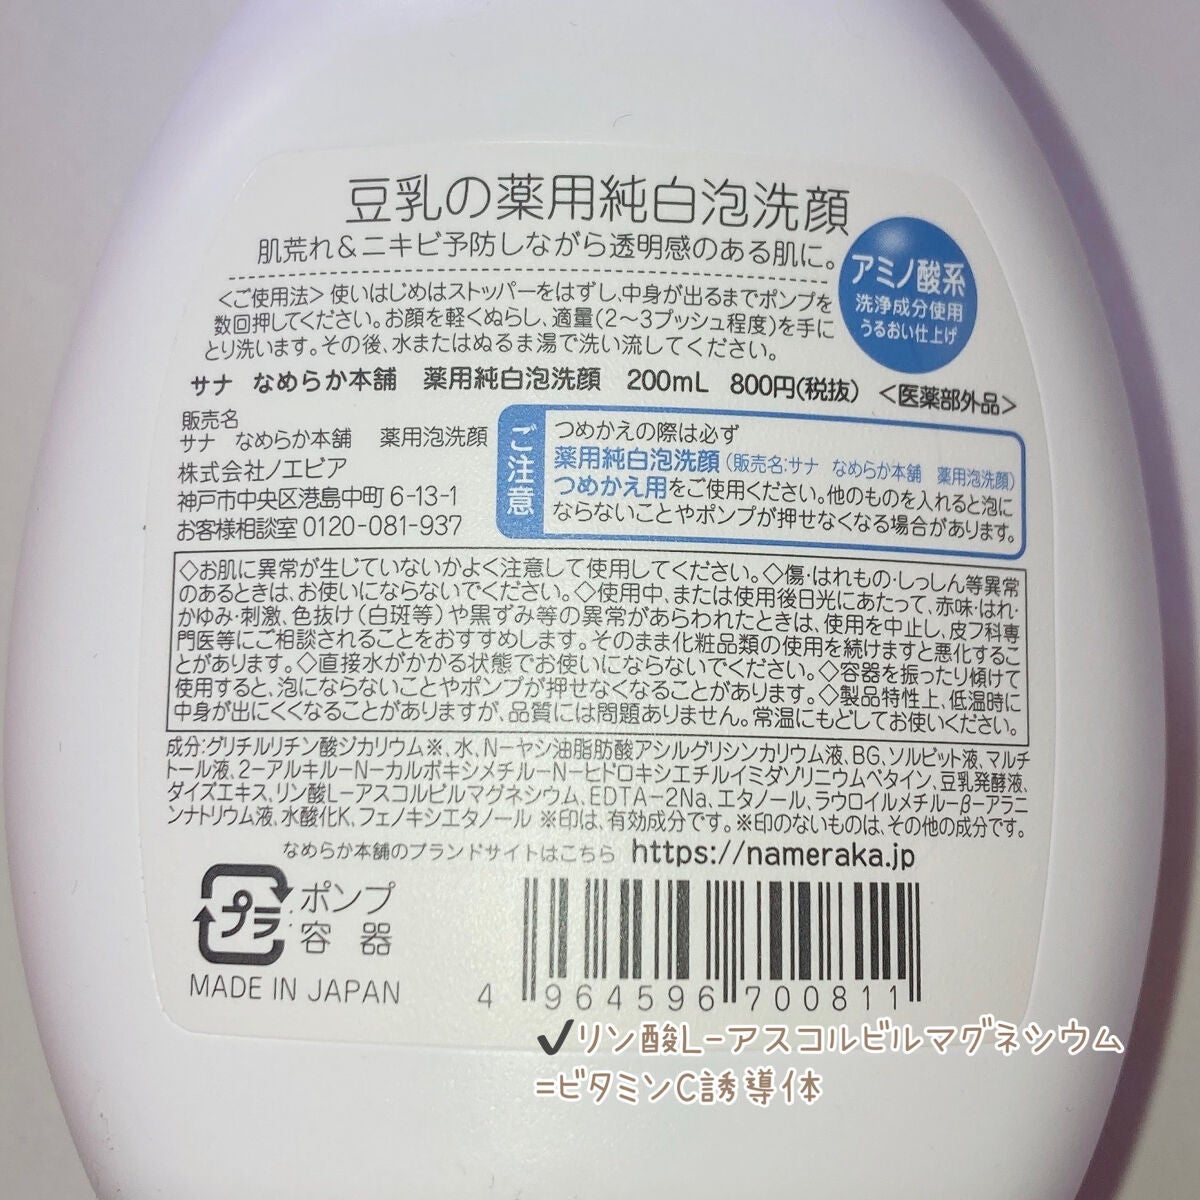 豆乳の薬用純白泡洗顔
肌荒れ&ニキビ予防しながら透明感のある肌に。
アミノ酸系
洗浄成分使用
うるおい仕上げ
<ご使用法> 使いはじめはストッパーをはずし、中身が出るまでポンプを
数回押してください。お顔を軽くぬらし、適量(2〜3プッシュ程度)を手に
とり洗います。その後、水またはぬるま湯で洗い流してください。
サナ なめらか本舗 薬用純白泡洗顔 200mL 800円(税抜) <医薬部外品>
販売名
サナ なめらか本舗 薬用泡洗顔
株式会社ノエビア
神戸市中央区港島中町 6-13-1
お客様相談室 0120-081-937
ご注意
つめかえの際は必ず
薬用純白泡洗顔(販売名:サナ なめらか本舗 薬用泡洗顔)
つめかえ用をご使用ください。他のものを入れると泡に
ならないことやポンプが押せなくなる場合があります。
◇お肌に異常が生じていないかよく注意して使用してください。◇傷・はれもの・しっしん等異常
のあるときは、お使いにならないでください。◇使用中、または使用後日光にあたって、赤味・はれ・
かゆみ・刺激、色抜け(白斑等)や黒ずみ等の異常があらわれたときは、使用を中止し、皮フ科専
門医等にご相談されることをおすすめします。そのまま化粧品類の使用を続けますと悪化するこ
とがあります。◇直接水がかかる状態でお使いにならないでください。◇容器を振ったり傾けて
使用すると、泡にならないことやポンプが押せなくなることがあります。◇製品特性上、低温時に
中身が出にくくなることがありますが、品質には問題ありません。常温にもどしてお使いください。
成分:グリチルリチン酸ジカリウム※、水、N-ヤシ油脂肪酸アシルグリシンカリウム液、BG、ソルビット液、マルチ
トール液、2-アルキル-N-カルボキシメチル-N-ヒドロキシエチルイミダゾリニウムベタイン、豆乳発酵液、
ダイズエキス、リン酸L-アスコルビルマグネシウム、EDTA-2Na、エタノール、ラウロイルメチル-β-アラニ
ンナトリウム液、水酸化K、フェノキシエタノール ※印は、有効成分です。※印のないものは、その他の成分です。
なめらか本舗のブランドサイトはこちら https://nameraka.jp
プラ
ポンプ
容器
MADE IN JAPAN
4 964596 700811
✓リン酸L-アスコルビルマグネシウム
=ビタミンC誘導体